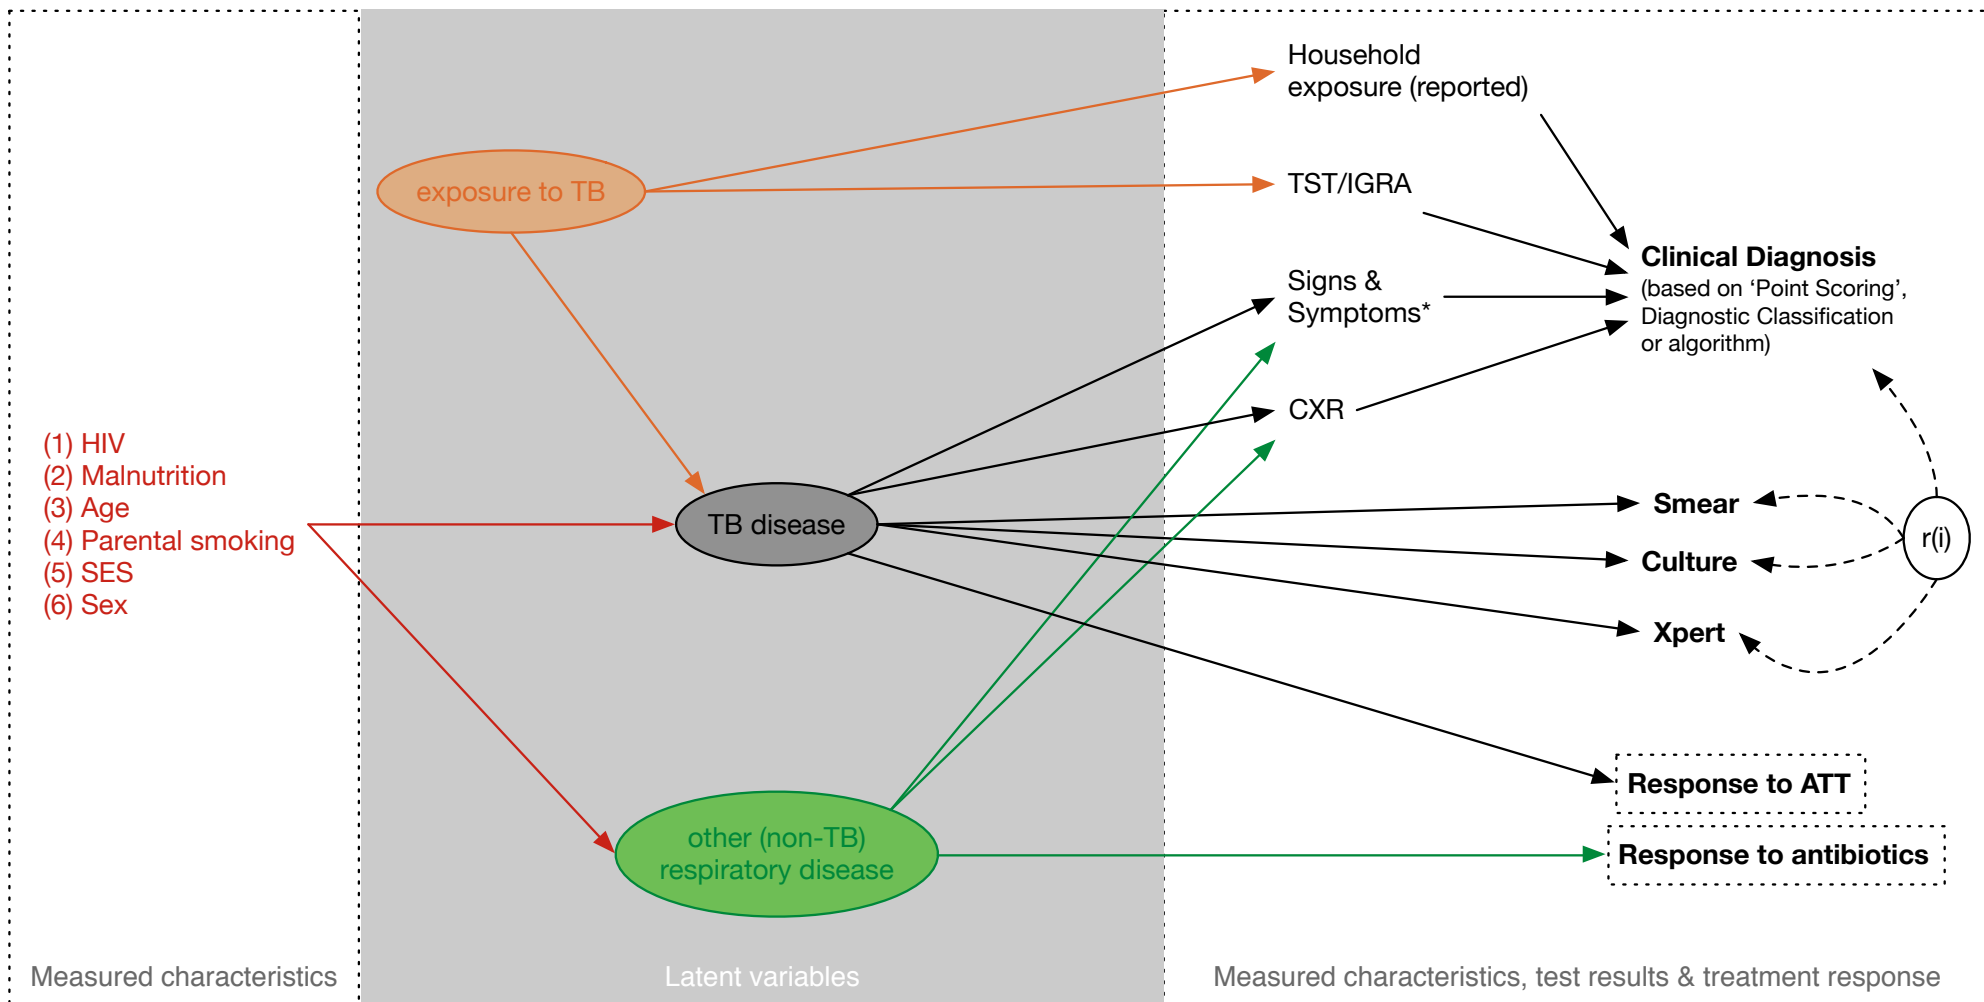 Household
exposure (reported)
exposure to TB
TST/IGRA
Clinical Diagnosis
(based on ‘Point Scoring’,
Diagnostic Classification
or algorithm)
Signs &
Symptoms*
CXR
(1) HIV
(2) Malnutrition
(3) Age
(4) Parental smoking
(5) SES
(6) Sex
TB disease
Smear
Culture
Xpert
r(i)
Response to ATT
other (non-TB)
respiratory disease
Response to antibiotics
Measured characteristics
Latent variables
Measured characteristics, test results & treatment response